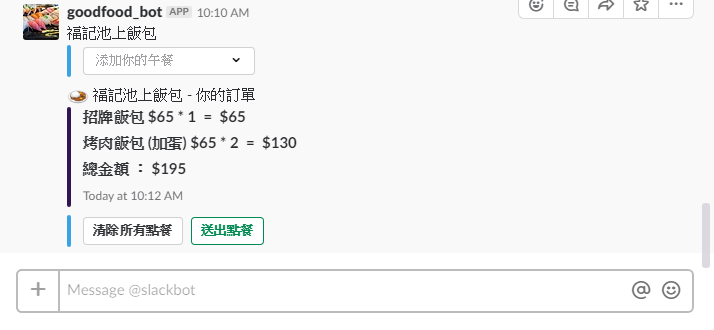 goodfood_bot APP 10:10 AM
福記池上飯包
添加你的午餐
福記池上飯包 - 你的訂單
招牌飯包 $65 * 1 = $65
烤肉飯包 (加蛋) $65 * 2 = $130
總金額 : $195
Today at 10:12 AM
清除所有點餐 送出點餐
Message @slackbot